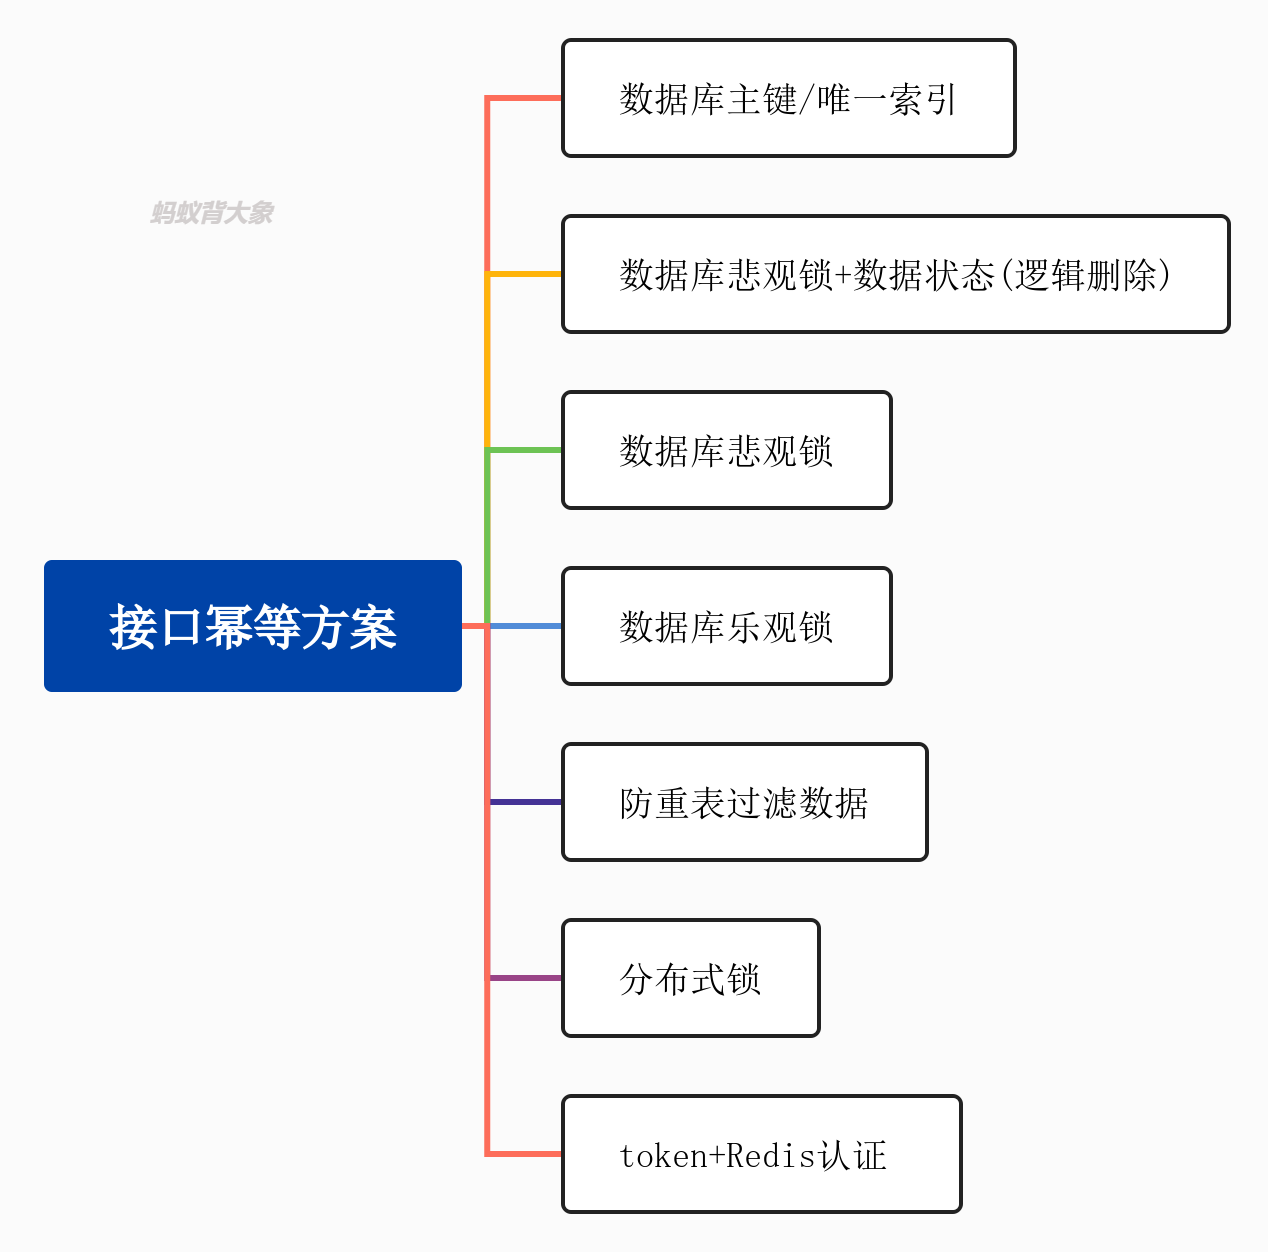 数据库主键/唯一索引
蚂蚁背大象
数据库悲观锁+数据状态(逻辑删除)
数据库悲观锁
接口幂等方案
数据库乐观锁
防重表过滤数据
分布式锁
token+Redis认证